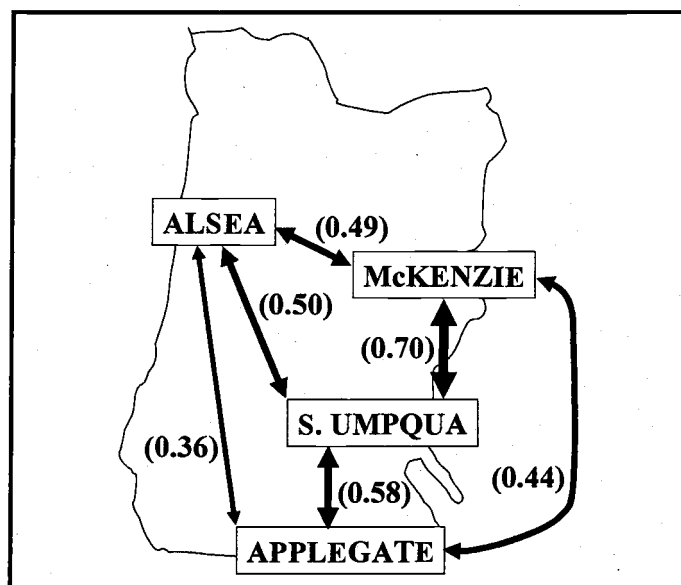 ALSEA
(0.49)
McKENZIE
(0.50)
(0.70)
S. UMPQUA
(0.36)
(0.58)
(0.44)
APPLEGATE